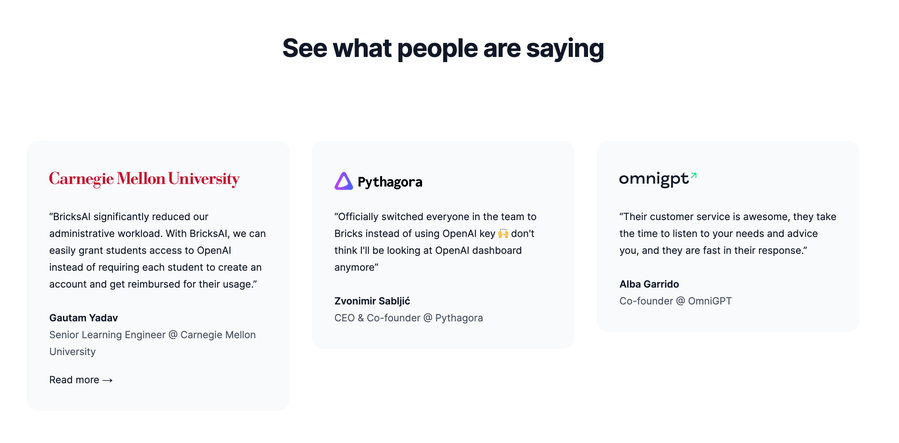 See what people are saying
Carnegie Mellon University
“BricksAI significantly reduced our
administrative workload. With BricksAI, we can
easily grant students access to OpenAI
instead of requiring each student to create an
account and get reimbursed for their usage.”
Gautam Yadav
Senior Learning Engineer @ Carnegie Mellon
University
Read more →
Pythagora
“Officially switched everyone in the team to
Bricks instead of using OpenAI key 🙌 don't
think I'll be looking at OpenAI dashboard
anymore”
Zvonimir Sabljić
CEO & Co-founder @ Pythagora
omnigpt
“Their customer service is awesome, they take
the time to listen to your needs and advice
you, and they are fast in their response.”
Alba Garrido
Co-founder @ OmniGPT